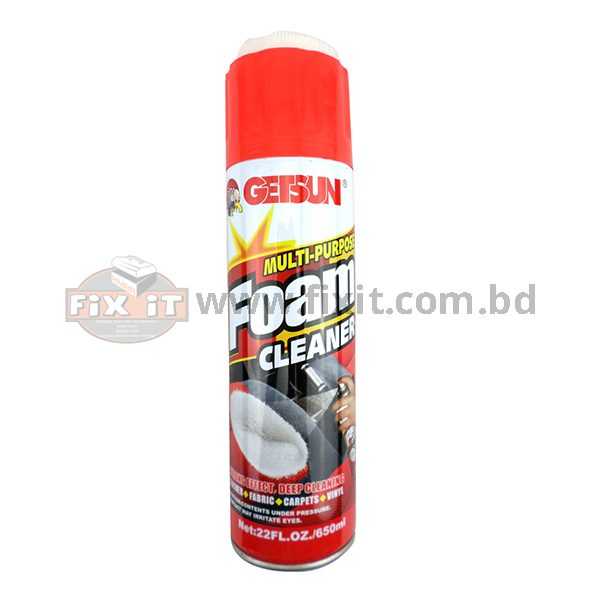 GETSUN®
MULTI-PURPOSE
FiX iT www.fixit.com.bd
Foam
CLEANER
EFFECT, DEEP CLEANING
FABRIC ✦ CARPETS ✦ VINYL
CONTENTS UNDER PRESSURE.
MAY IRRITATE EYES.
Net:22FL.OZ./650ml